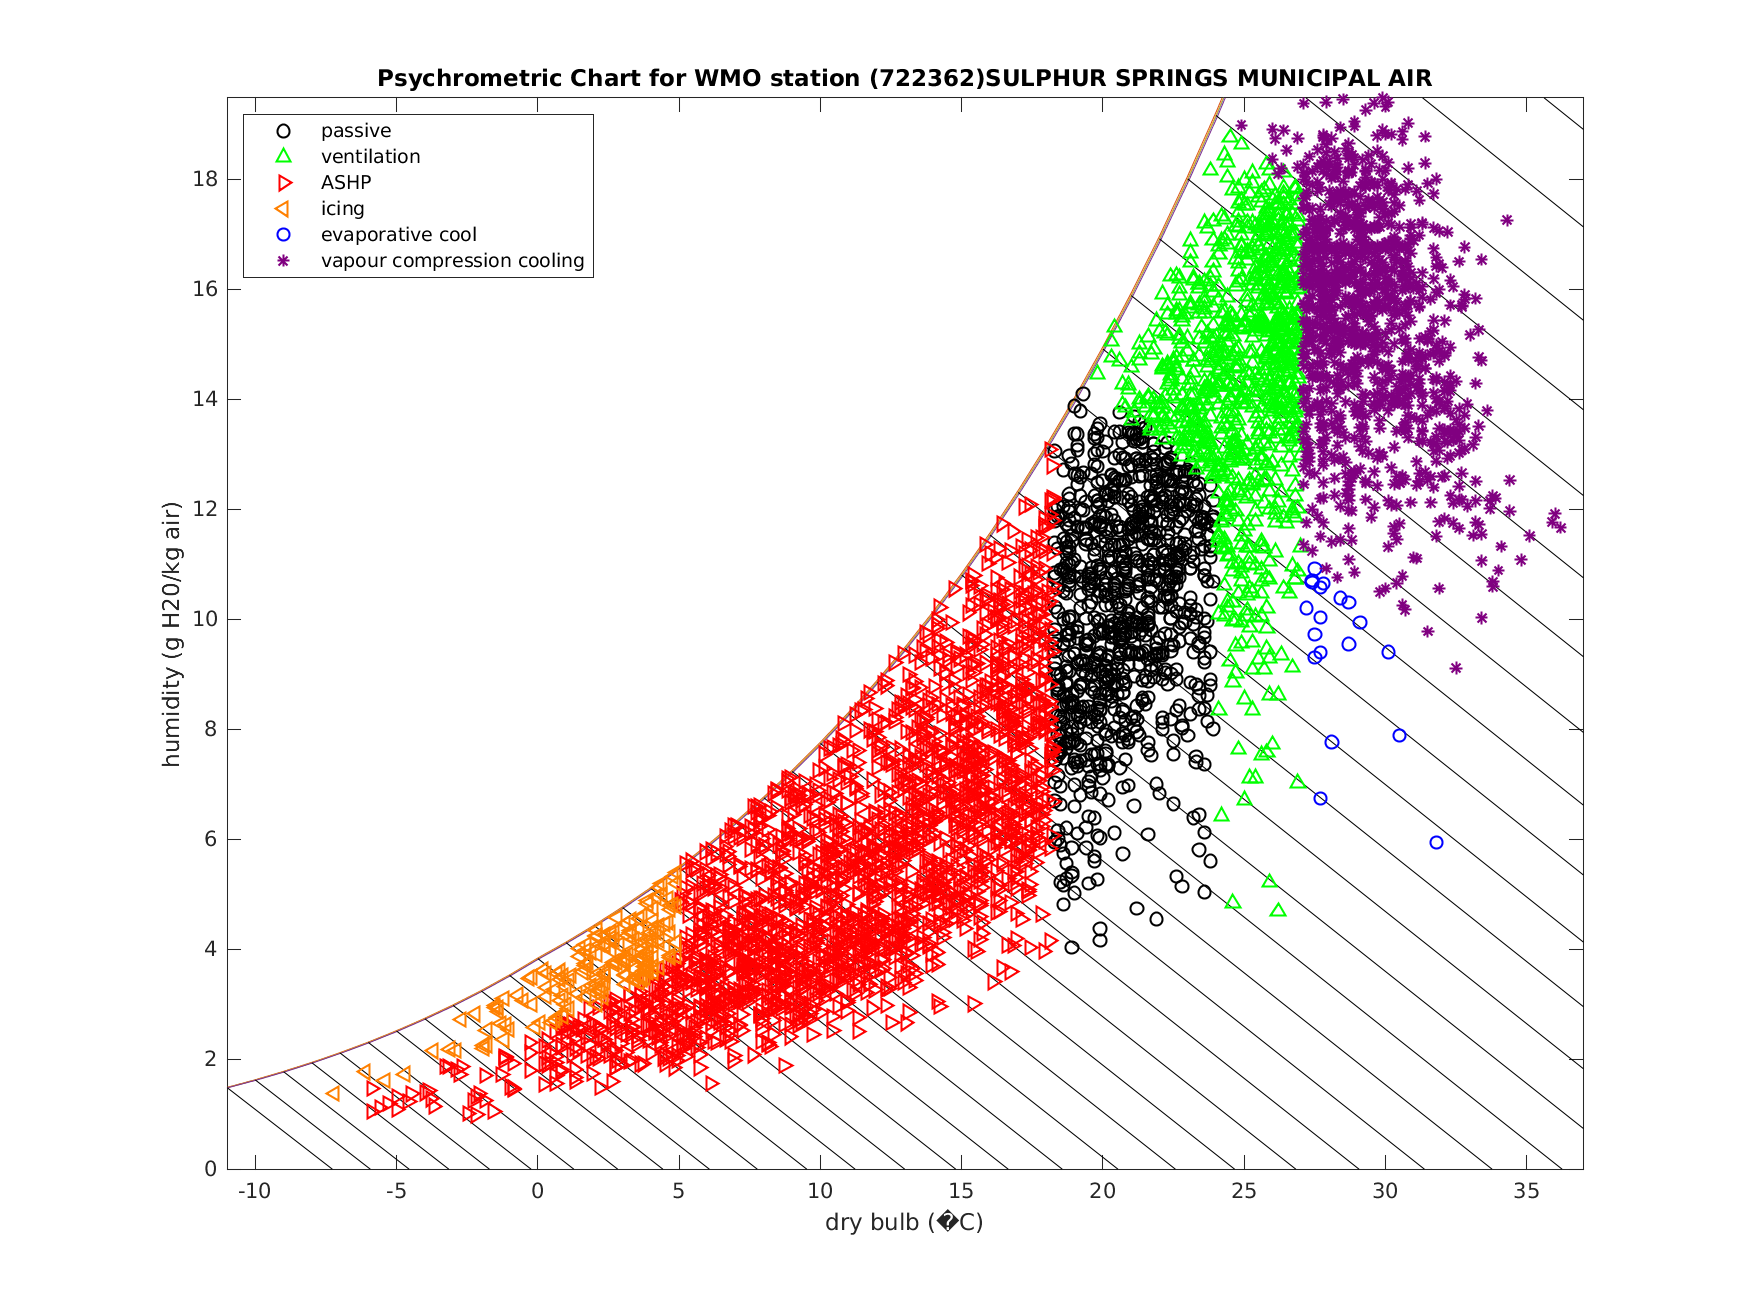 Psychrometric Chart for WMO station (722362)SULPHUR SPRINGS MUNICIPAL AIR
passive
ventilation
ASHP
icing
evaporative cool
vapour compression cooling
humidity (g H20/kg air)
18
16
14
12
10
8
6
4
2
0
-10 -5 0 5 10 15 20 25 30 35
dry bulb (�C)